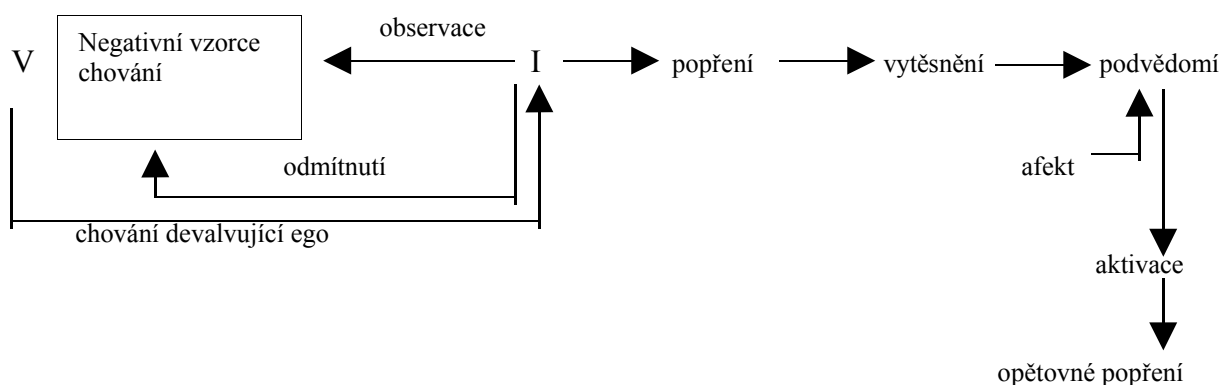 observace
V
Negativní vzorce
chování
I
popření
vytěsnění
podvědomí
odmítnutí
afekt
chování devalvující ego
aktivace
opětovné popření